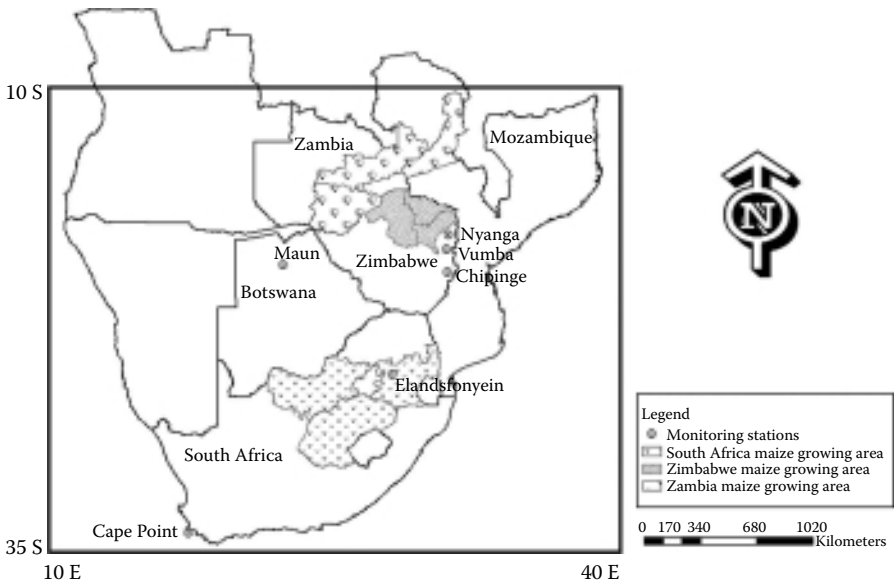 10 S
Zambia
Mozambique
Nyanga
Vumba
Zimbabwe
Chipinge
Maun
Botswana
Elandsfonyein
South Africa
Cape Point
35 S
10 E
40 E
N
Legend
Monitoring stations
South Africa maize growing area
Zimbabwe maize growing area
Zambia maize growing area
0 170 340 680 1020
Kilometers